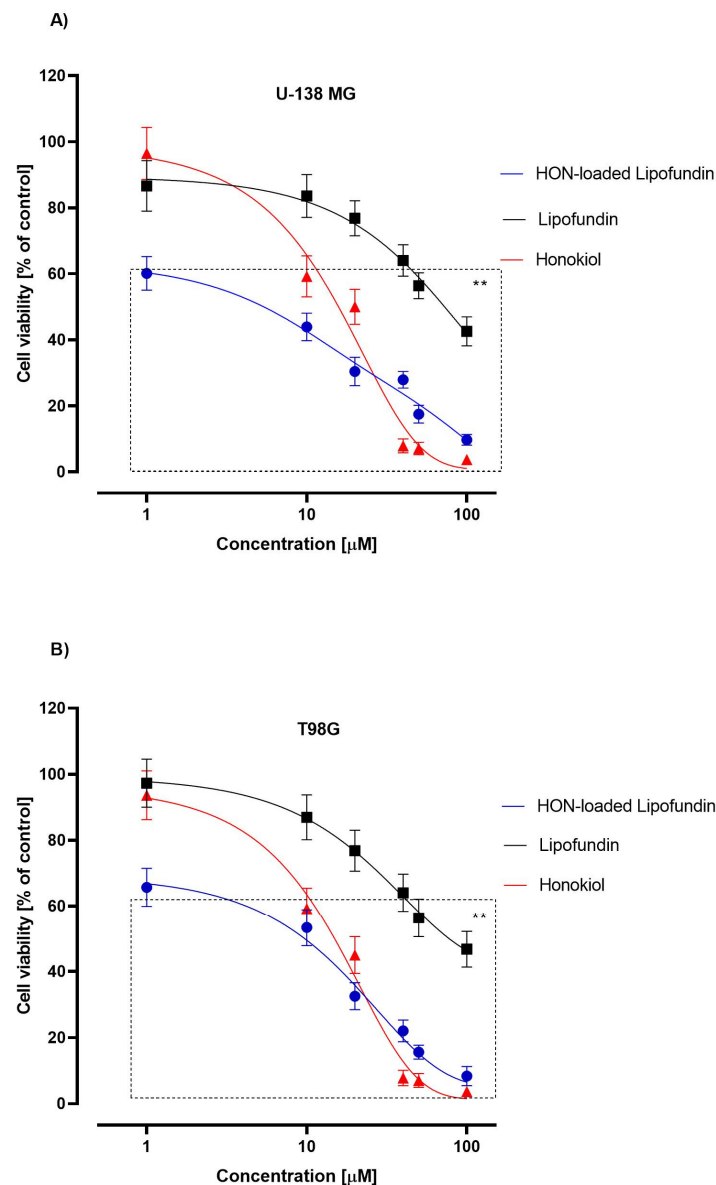 A)
U-138 MG
120
100
80
60
40
20
0
Cell viability [% of control]
**
1
10
100
Concentration [μM]
HON-loaded Lipofundin
Lipofundin
Honokiol
B)
T98G
120
100
80
60
40
20
0
Cell viability [% of control]
**
1
10
100
Concentration [μM]
HON-loaded Lipofundin
Lipofundin
Honokiol